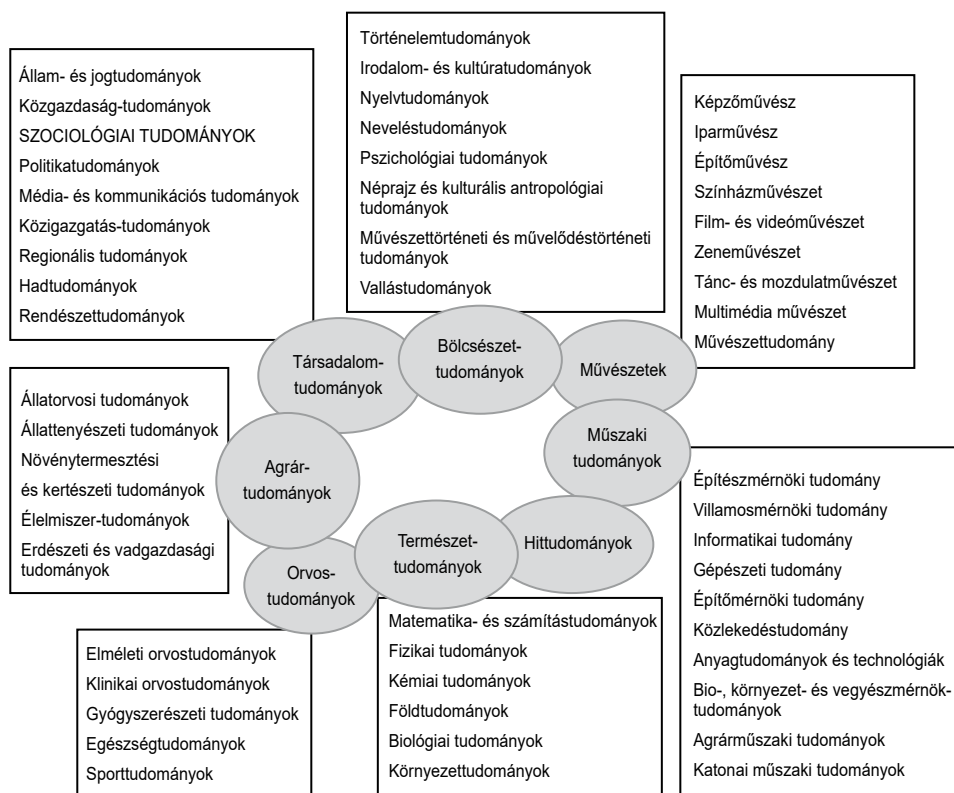 Állam- és jogtudományok
Közgazdaság-tudományok
SZOCIOLÓGIAI TUDOMÁNYOK
Politikatudományok
Média- és kommunikációs tudományok
Közigazgatás-tudományok
Regionális tudományok
Hadtudományok
Rendészettudományok
Történelemtudományok
Irodalom- és kultúratudományok
Nyelvtudományok
Neveléstudományok
Pszichológiai tudományok
Néprajz és kulturális antropológiai
tudományok
Művészettörténeti és művelődéstörténeti
tudományok
Vallástudományok
Képzőművész
Iparművész
Építőművész
Színházművészet
Film- és videóművészet
Zeneművészet
Tánc- és mozdulatművészet
Multimédia művészet
Művészettudomány
Társadalom-
tudományok
Bölcsészet-
tudományok
Művészetek
Műszaki
tudományok
Agrár-
tudományok
Természet-
tudományok
Hittudományok
Orvos-
tudományok
Állatorvosi tudományok
Állattenyészeti tudományok
Növénytermesztési
és kertészeti tudományok
Élelmiszer-tudományok
Erdészeti és vadgazdasági
tudományok
Építészmérnöki tudomány
Villamosmérnöki tudomány
Informatikai tudomány
Gépészeti tudomány
Építőmérnöki tudomány
Közlekedéstudomány
Anyagtudományok és technológiák
Bio-, környezet- és vegyészmérnök-
tudományok
Agrárműszaki tudományok
Katonai műszaki tudományok
Elméleti orvostudományok
Klinikai orvostudományok
Gyógyszerészeti tudományok
Egészségtudományok
Sporttudományok
Matematika- és számítástudományok
Fizikai tudományok
Kémiai tudományok
Földtudományok
Biológiai tudományok
Környezettudományok